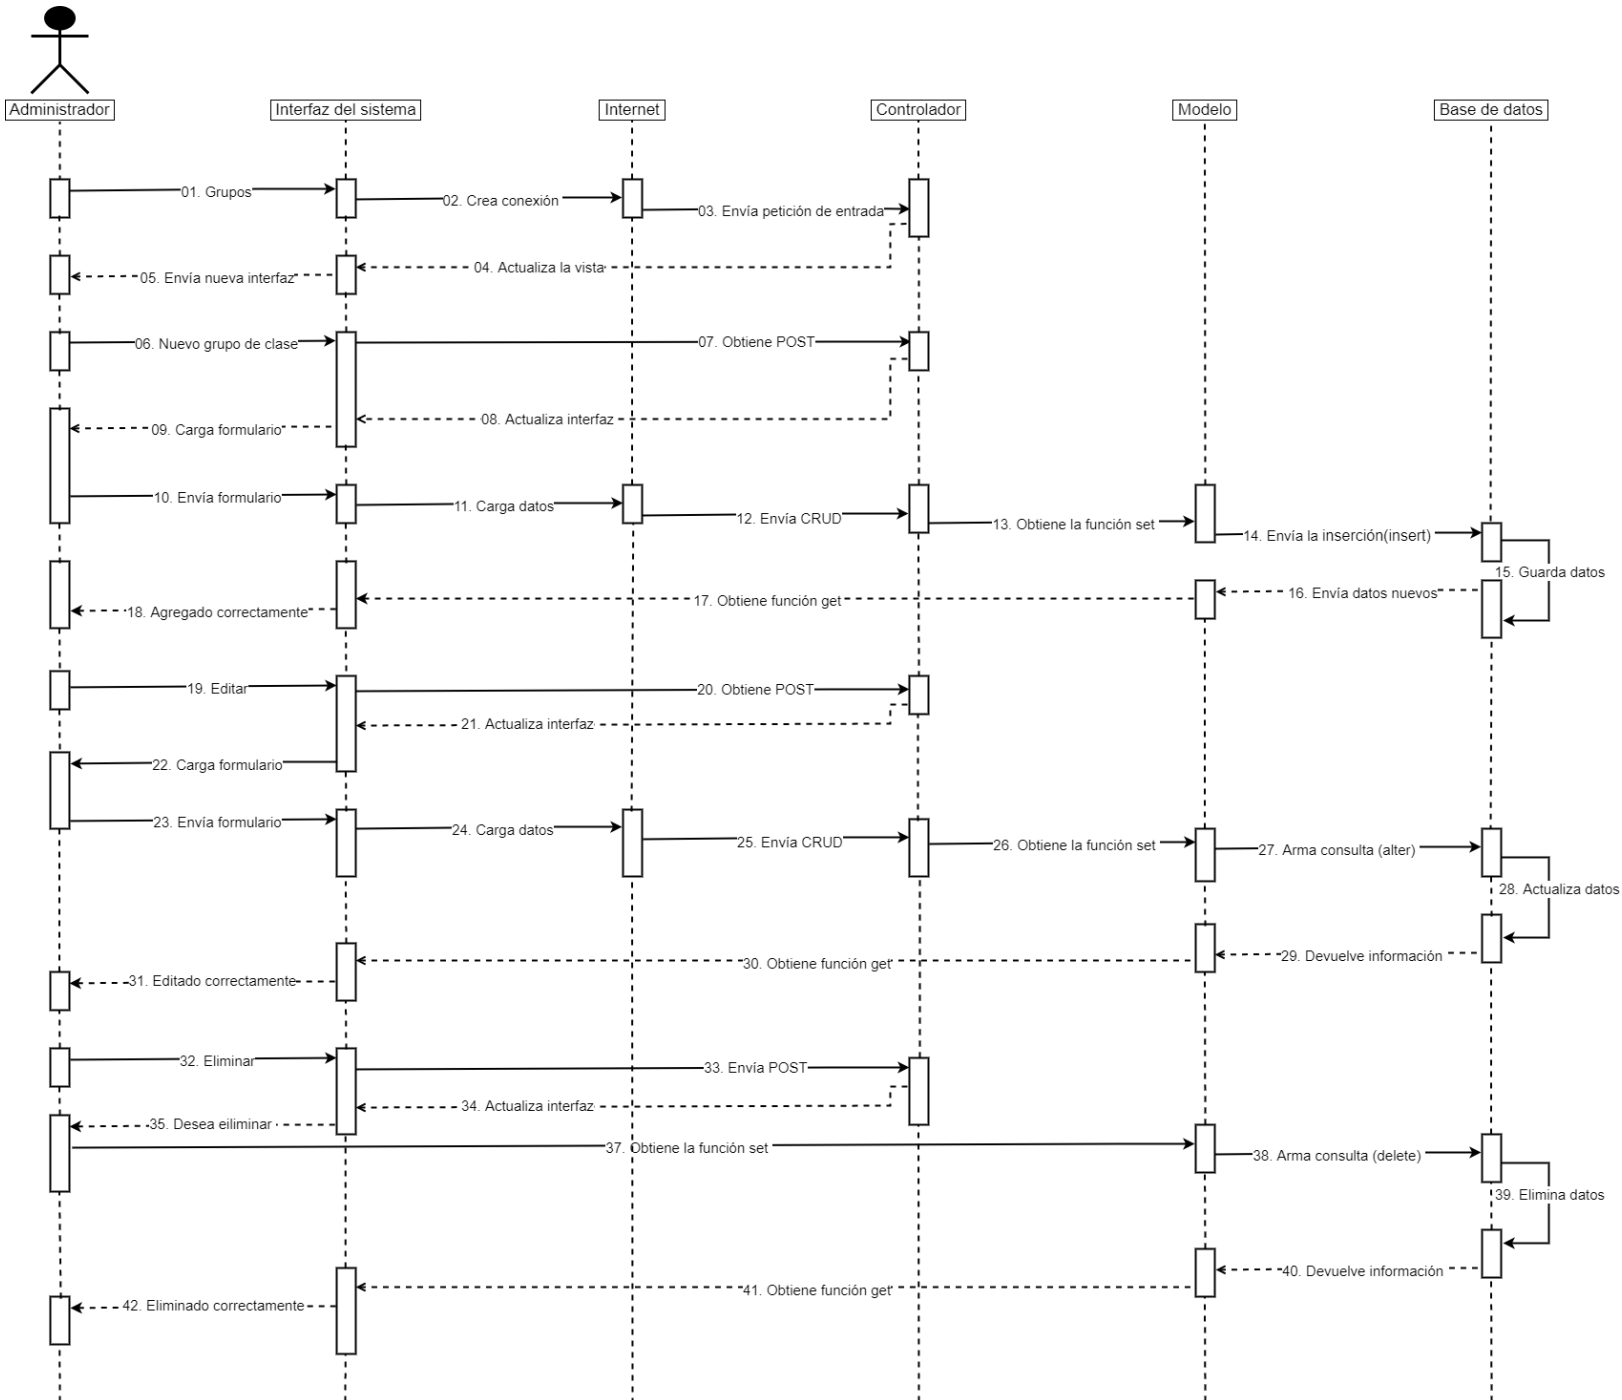 Administrador
Interfaz del sistema
Internet
Controlador
Modelo
Base de datos
01. Grupos
02. Crea conexión
03. Envía petición de entrada
04. Actualiza la vista
05. Envía nueva interfaz
06. Nuevo grupo de clase
07. Obtiene POST
08. Actualiza interfaz
09. Carga formulario
10. Envía formulario
11. Carga datos
12. Envía CRUD
13. Obtiene la función set
14. Envía la inserción(insert)
15. Guarda datos
16. Envía datos nuevos
17. Obtiene función get
18. Agregado correctamente
19. Editar
20. Obtiene POST
21. Actualiza interfaz
22. Carga formulario
23. Envía formulario
24. Carga datos
25. Envía CRUD
26. Obtiene la función set
27. Arma consulta (alter)
28. Actualiza datos
29. Devuelve información
30. Obtiene función get
31. Editado correctamente
32. Eliminar
33. Envía POST
34. Actualiza interfaz
35. Desea eiliminar
37. Obtiene la función set
38. Arma consulta (delete)
39. Elimina datos
40. Devuelve información
41. Obtiene función get
42. Eliminado correctamente